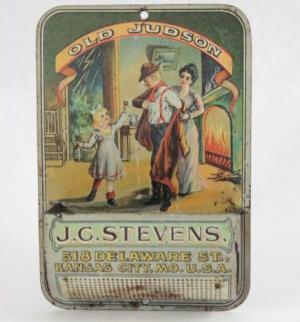 OLD JUDSON
J.C. STEVENS.
518 DELAWARE ST.,
KANSAS CITY, MO. U.S.A.